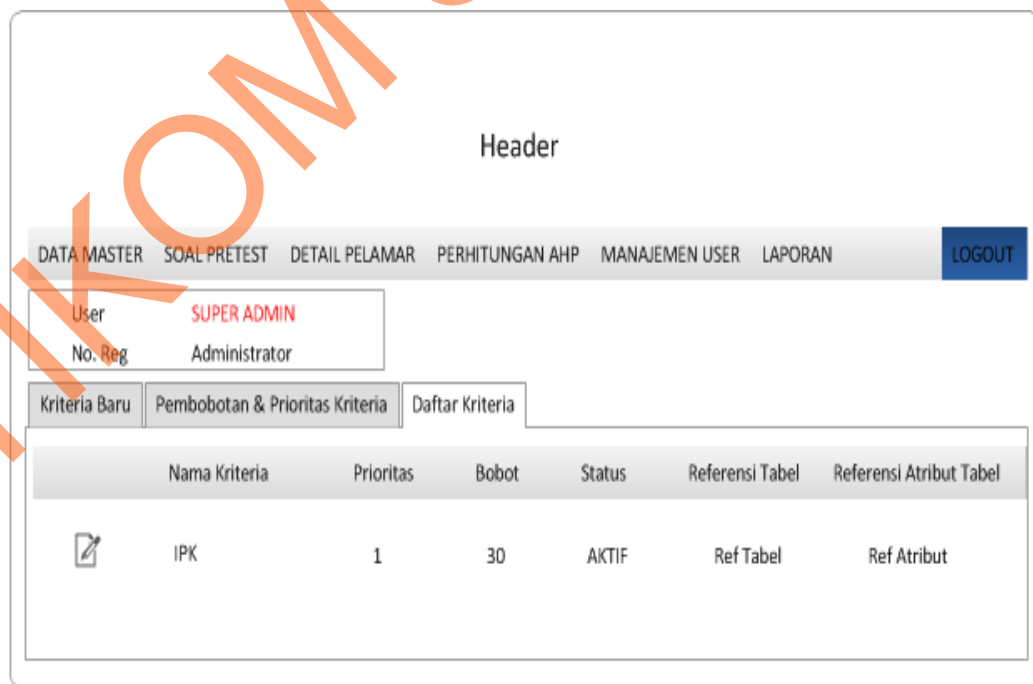 Header
DATA MASTER SOAL PRETEST DETAIL PELAMAR PERHITUNGAN AHP MANAJEMEN USER LAPORAN LOGOUT
User SUPER ADMIN
No. Reg Administrator
Kriteria Baru Pembobotan & Prioritas Kriteria Daftar Kriteria
Nama Kriteria Prioritas Bobot Status Referensi Tabel Referensi Atribut Tabel
IPK 1 30 AKTIF Ref Tabel Ref Atribut
IKOM